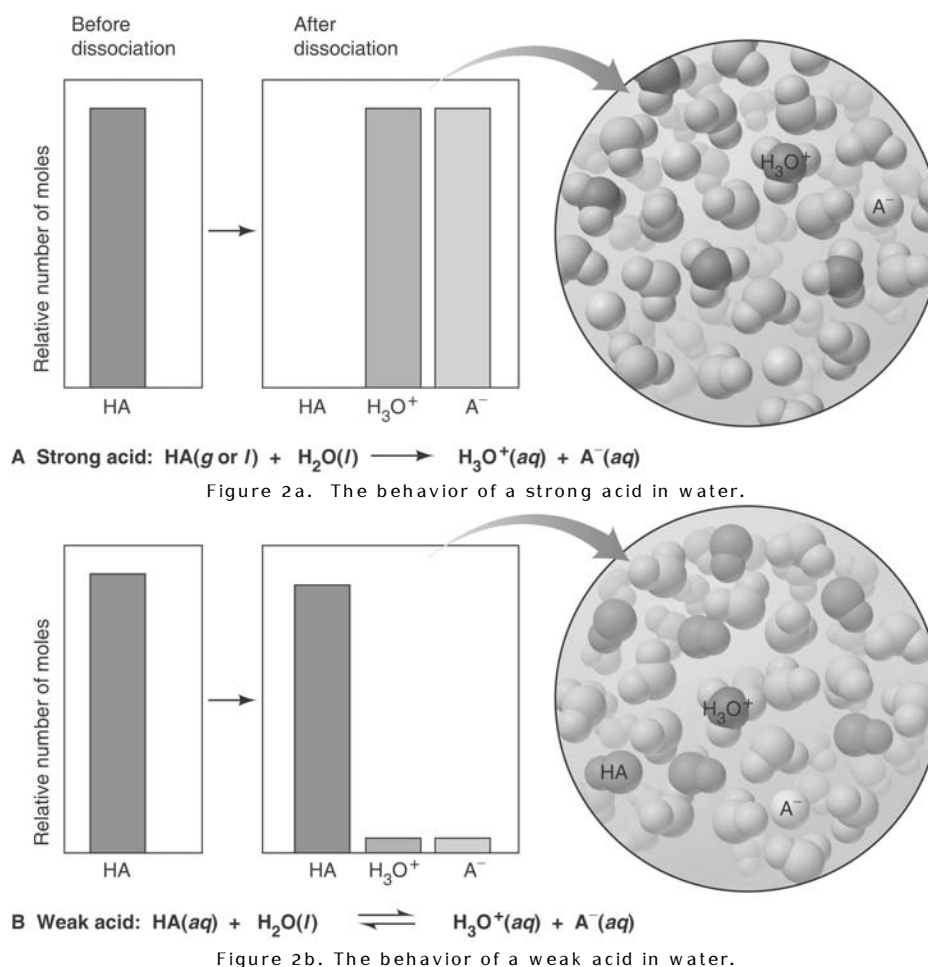 Before
dissociation
After
dissociation
Relative number of moles
HA
HA
H₃O⁺
A⁻
H₃O⁺
A⁻
A Strong acid: HA(g or l) + H₂O(l) ⟶ H₃O⁺(aq) + A⁻(aq)
Figure 2a. The behavior of a strong acid in water.
Relative number of moles
HA
HA
H₃O⁺
A⁻
H₃O⁺
HA
A⁻
B Weak acid: HA(aq) + H₂O(l) ⇌ H₃O⁺(aq) + A⁻(aq)
Figure 2b. The behavior of a weak acid in water.